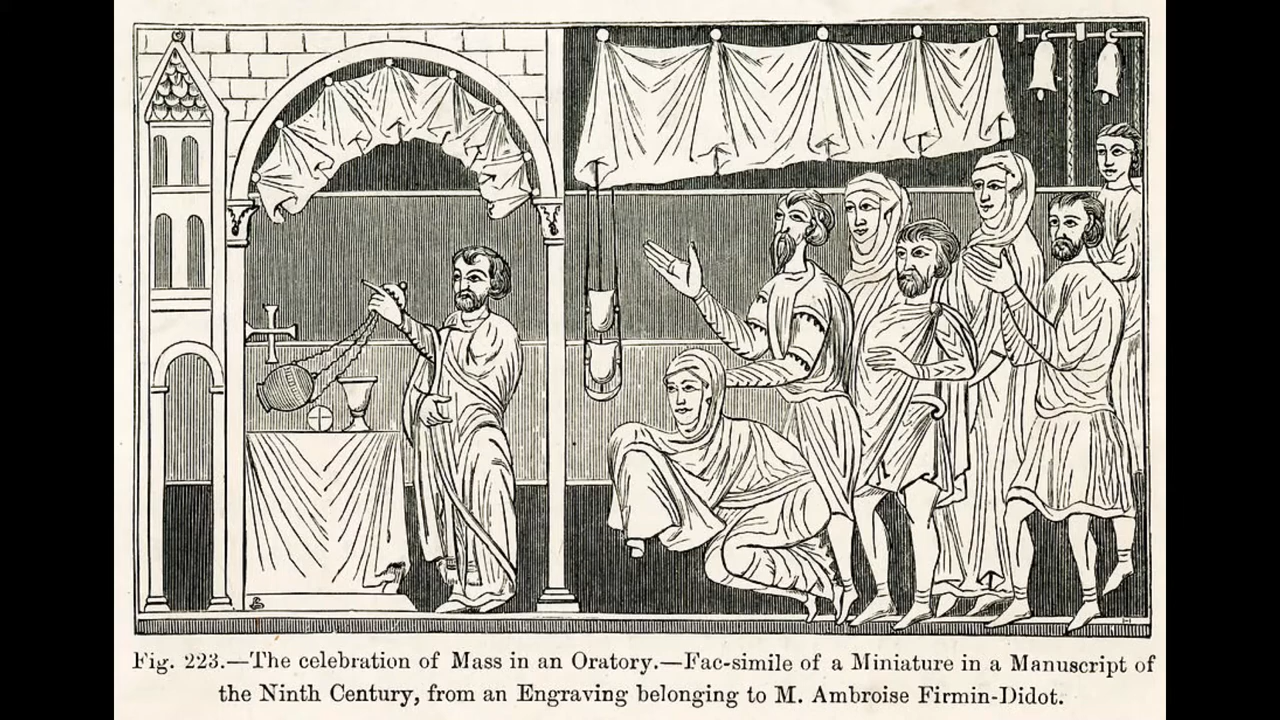 Fig. 223.—The celebration of Mass in an Oratory.—Fac-simile of a Miniature in a Manuscript of
the Ninth Century, from an Engraving belonging to M. Ambroise Firmin-Didot.